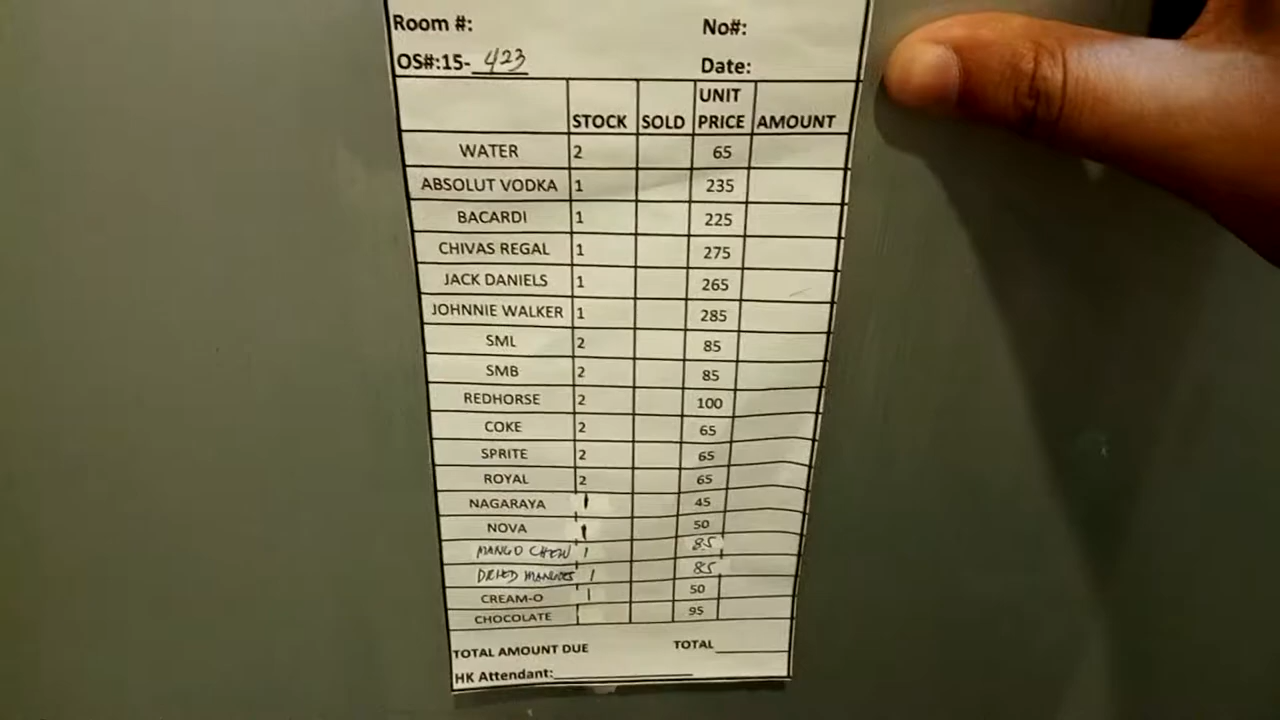 Room #: No#:
OS#:15- 423 Date:
STOCK SOLD UNIT PRICE AMOUNT
WATER 2 65
ABSOLUT VODKA 1 235
BACARDI 1 225
CHIVAS REGAL 1 275
JACK DANIELS 1 265
JOHNNIE WALKER 1 285
SML 2 85
SMB 2 85
REDHORSE 2 100
COKE 2 65
SPRITE 2 65
ROYAL 2 65
NAGARAYA 1 45
NOVA 1 50
MANGO CHEW 1 85
DRIED MANGOES 1 85
CREAM-O 1 50
CHOCOLATE 95
TOTAL AMOUNT DUE TOTAL
HK Attendant: